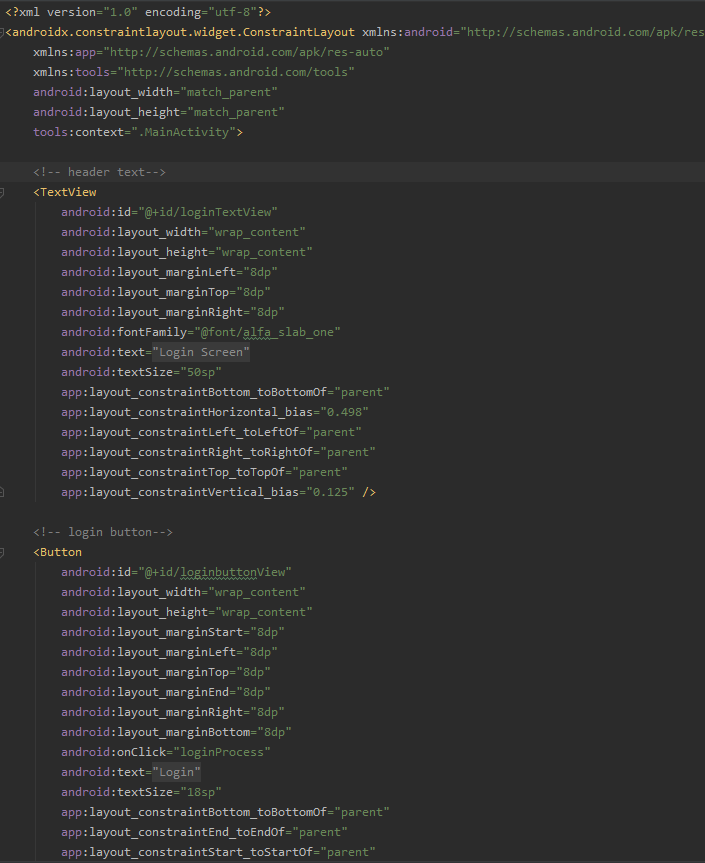 <?xml version="1.0" encoding="utf-8"?>
<androidx.constraintlayout.widget.ConstraintLayout xmlns:android="http://schemas.android.com/apk/res
xmlns:app="http://schemas.android.com/apk/res-auto"
xmlns:tools="http://schemas.android.com/tools"
android:layout_width="match_parent"
android:layout_height="match_parent"
tools:context=".MainActivity">
<!-- header text-->
<TextView
android:id="@+id/loginTextView"
android:layout_width="wrap_content"
android:layout_height="wrap_content"
android:layout_marginLeft="8dp"
android:layout_marginTop="8dp"
android:layout_marginRight="8dp"
android:fontFamily="@font/alfa_slab_one"
android:text="Login Screen"
android:textSize="50sp"
app:layout_constraintBottom_toBottomOf="parent"
app:layout_constraintHorizontal_bias="0.498"
app:layout_constraintLeft_toLeftOf="parent"
app:layout_constraintRight_toRightOf="parent"
app:layout_constraintTop_toTopOf="parent"
app:layout_constraintVertical_bias="0.125" />
<!-- login button-->
<Button
android:id="@+id/loginbuttonView"
android:layout_width="wrap_content"
android:layout_height="wrap_content"
android:layout_marginStart="8dp"
android:layout_marginLeft="8dp"
android:layout_marginTop="8dp"
android:layout_marginEnd="8dp"
android:layout_marginRight="8dp"
android:layout_marginBottom="8dp"
android:onClick="loginProcess"
android:text="Login"
android:textSize="18sp"
app:layout_constraintBottom_toBottomOf="parent"
app:layout_constraintEnd_toEndOf="parent"
app:layout_constraintStart_toStartOf="parent"